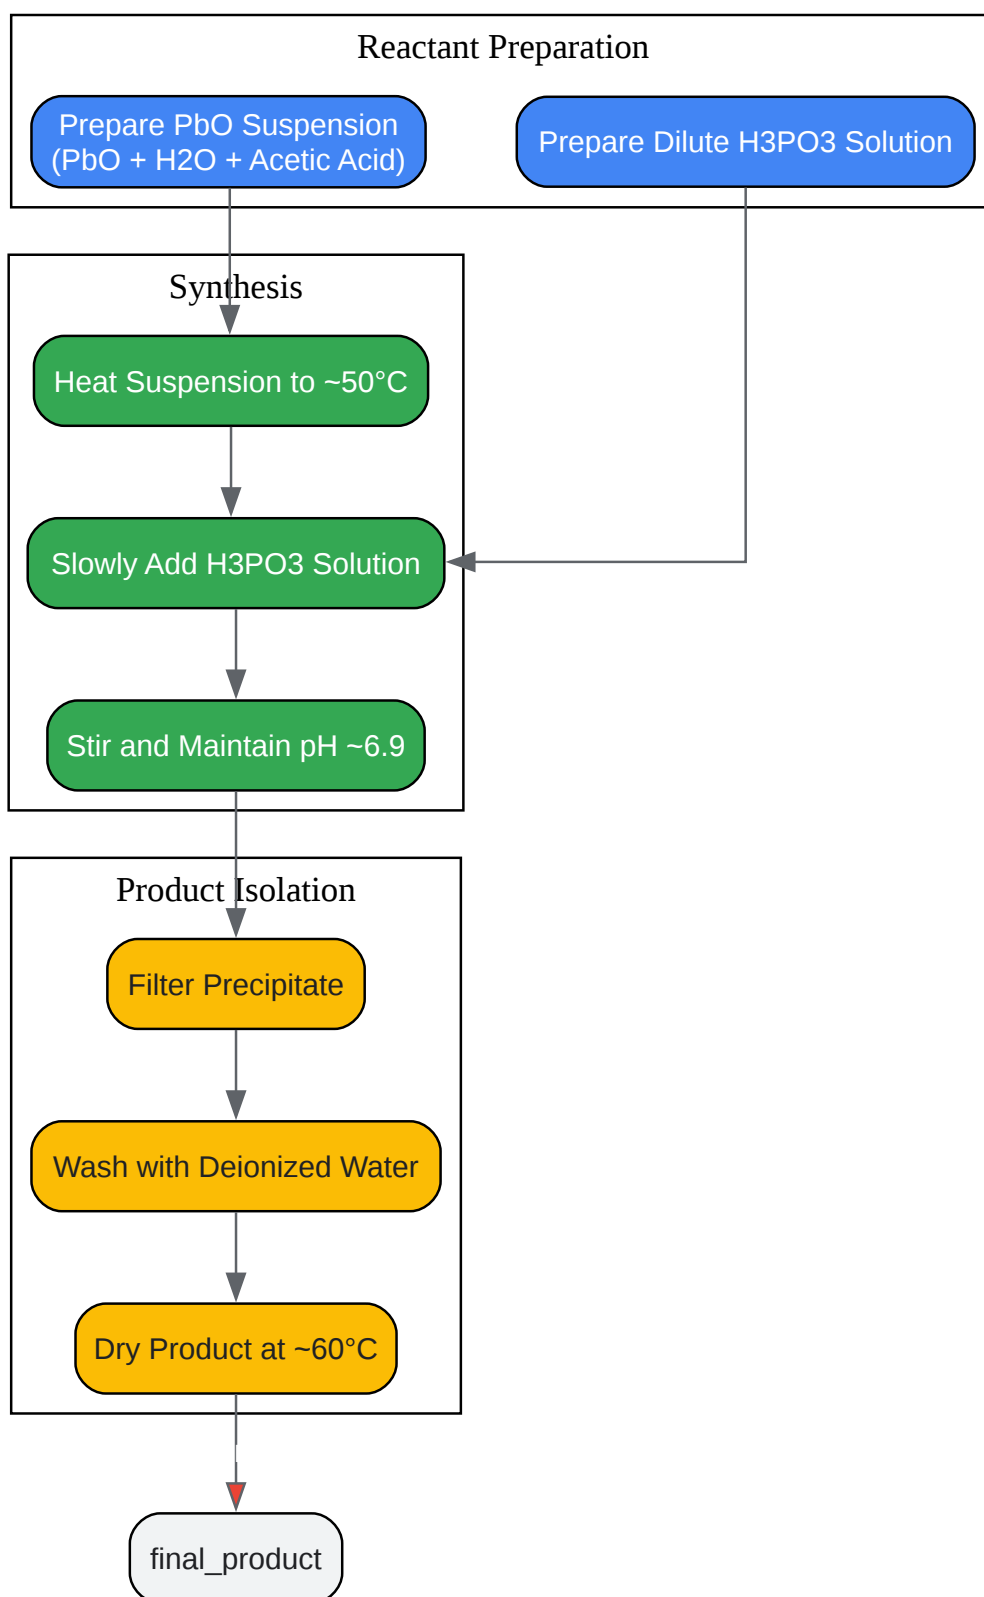 Reactant Preparation
Prepare PbO Suspension
(PbO + H2O + Acetic Acid)
Prepare Dilute H3PO3 Solution
Synthesis
Heat Suspension to ~50°C
Slowly Add H3PO3 Solution
Stir and Maintain pH ~6.9
Product Isolation
Filter Precipitate
Wash with Deionized Water
Dry Product at ~60°C
final_product